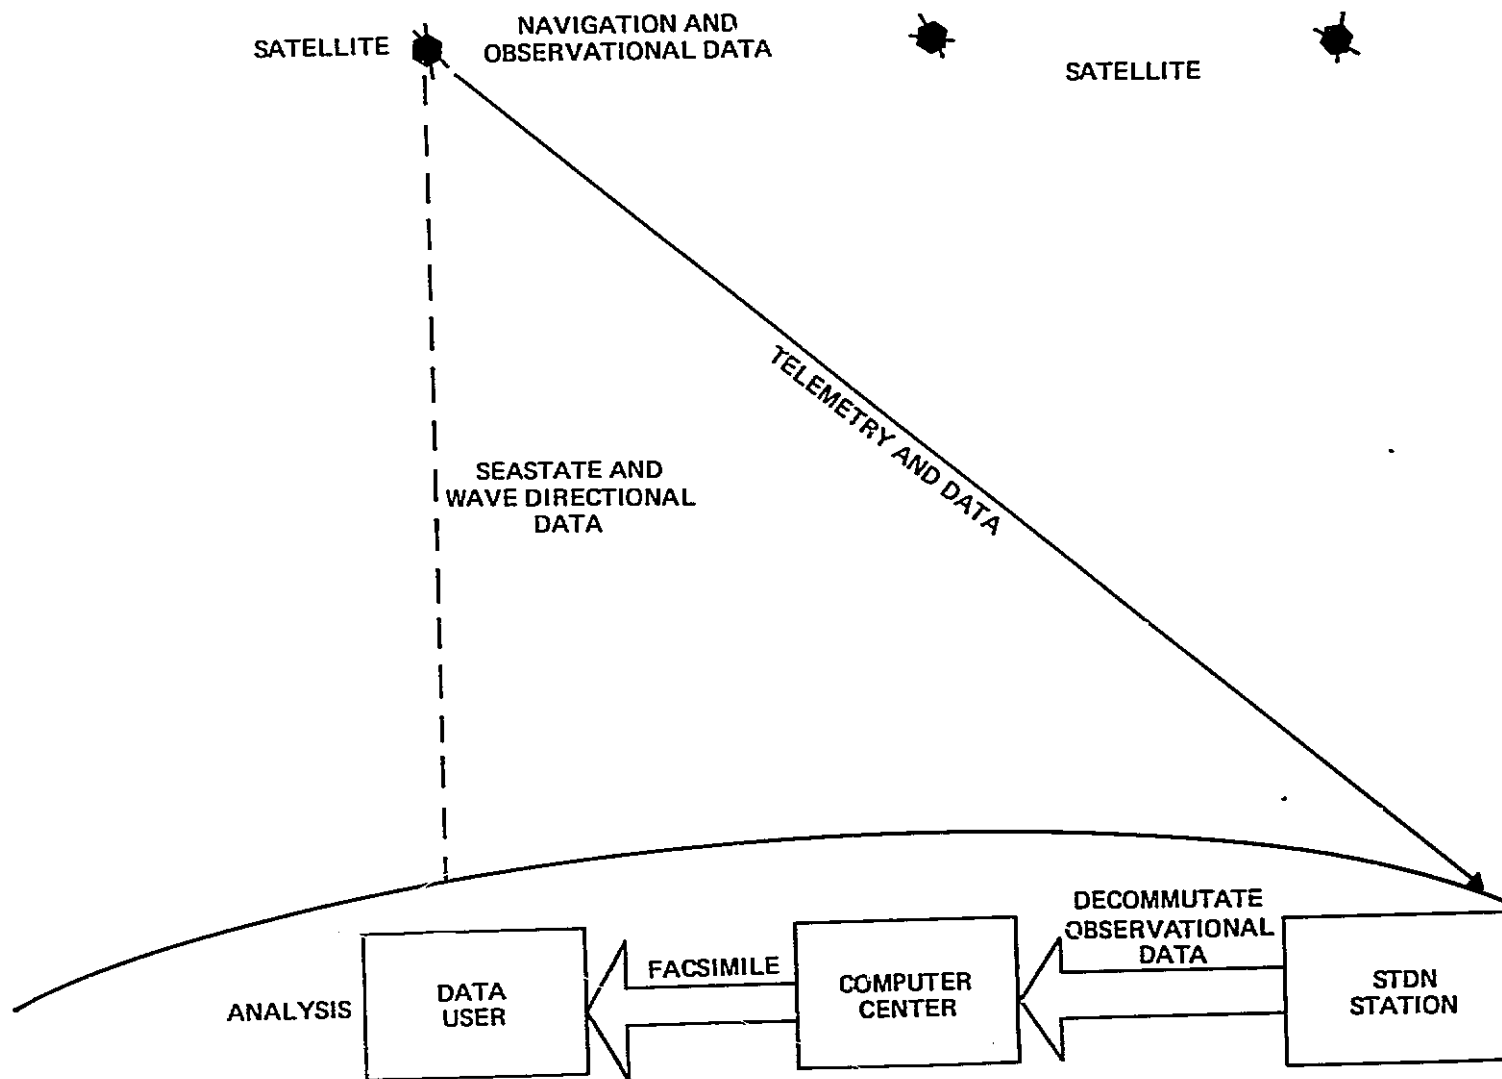 SATELLITE
NAVIGATION AND
OBSERVATIONAL DATA
SATELLITE
TELEMETRY AND DATA
SEASTATE AND
WAVE DIRECTIONAL
DATA
ANALYSIS
DATA
USER
FACSIMILE
COMPUTER
CENTER
DECOMMUTATE
OBSERVATIONAL
DATA
STDN
STATION